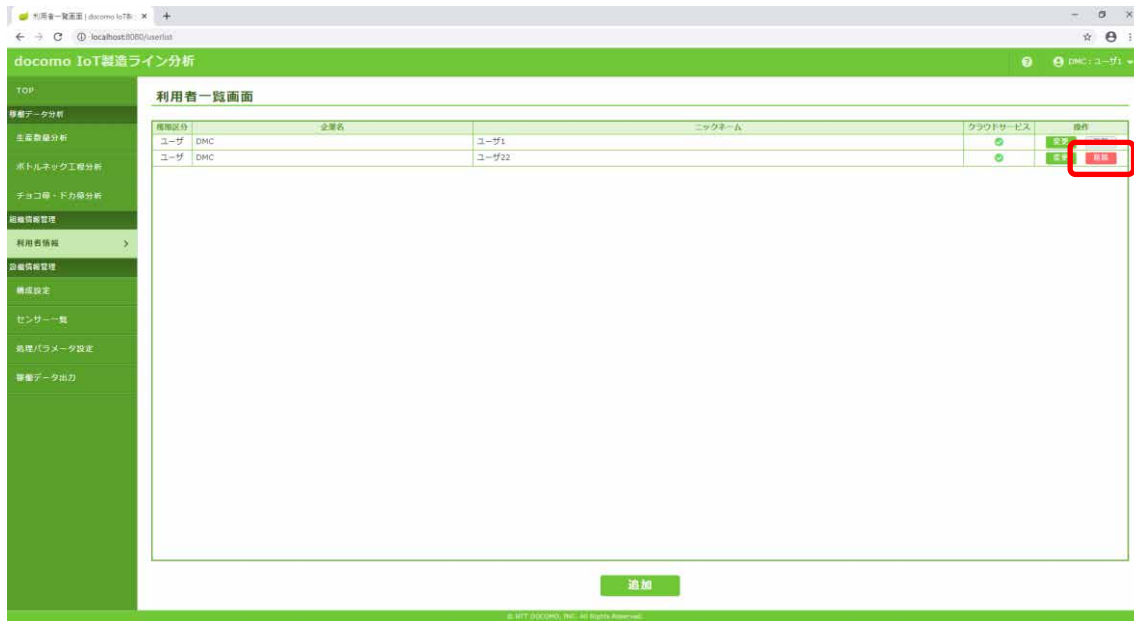 利用者一覧画面 | docomo IoT製
localhost:8080/userlist
docomo IoT製造ライン分析
DMC：ユーザ1
TOP
稼働データ分析
生産数量分析
ボトルネック工程分析
チョコ停・ドカ停分析
組織情報管理
利用者情報
設備情報管理
構成設定
センサー一覧
処理パラメータ設定
稼働データ出力
利用者一覧画面
権限区分 企業名 ニックネーム クラウドサービス 操作
ユーザ DMC ユーザ1 変更
ユーザ DMC ユーザ22 変更 削除
追加
© NTT DOCOMO, INC. All Rights Reserved.